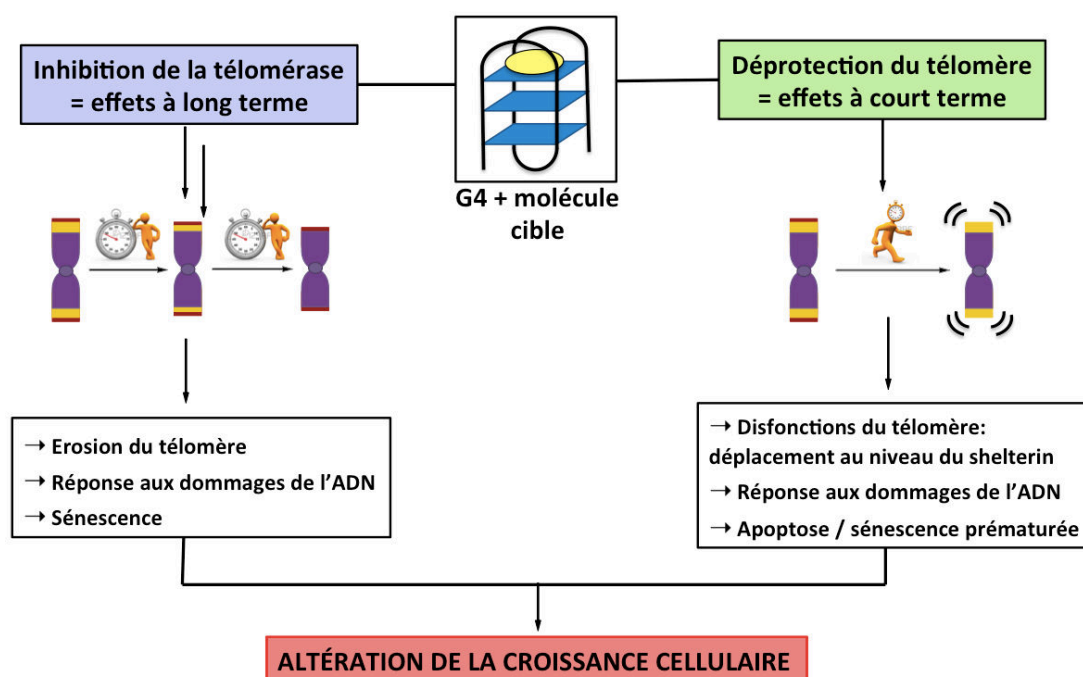 Inhibition de la télomérase
= effets à long terme
G4 + molécule
cible
Déprotection du télomère
= effets à court terme
→ Erosion du télomère
→ Réponse aux dommages de l'ADN
→ Sénescence
→ Disfonctions du télomère:
déplacement au niveau du shelterin
→ Réponse aux dommages de l'ADN
→ Apoptose / sénescence prématurée
ALTÉRATION DE LA CROISSANCE CELLULAIRE